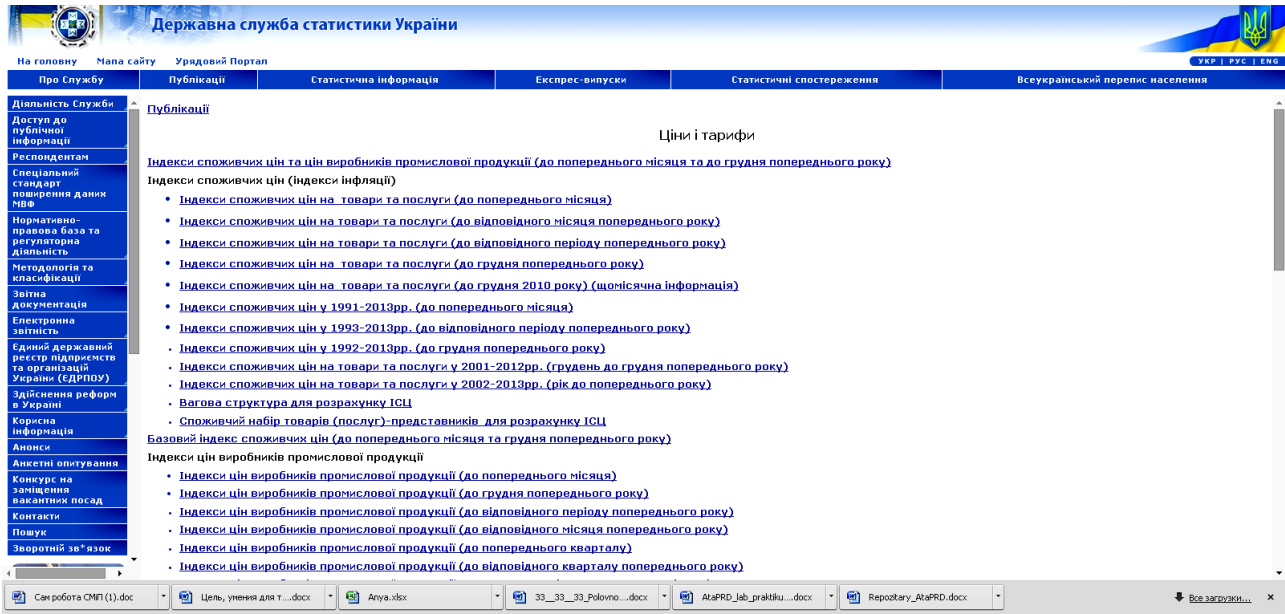 Державна служба статистики України
На головну Мапа сайту Урядовий Портал
УКР | РУС | ENG
Про Службу Публікації Статистична інформація Експрес-випуски Статистичні спостереження Всеукраїнський перепис населення
Діяльність Служби
Доступ до
публічної
інформації
Респондентам
Спеціальний
стандарт
поширення даних
МВФ
Нормативно-
правова база та
регуляторна
діяльність
Методологія та
класифікації
Звітна
документація
Електронна
звітність
Єдиний державний
реєстр підприємств
та організацій
України (ЄДРПОУ)
Здійснення реформ
в Україні
Корисна
інформація
Анонси
Анкетні опитування
Конкурс на
заміщення
вакантних посад
Контакти
Пошук
Зворотній зв*язок
Публікації
Ціни і тарифи
Індекси споживчих цін та цін виробників промислової продукції (до попереднього місяця та до грудня попереднього року)
Індекси споживчих цін (індекси інфляції)
• Індекси споживчих цін на товари та послуги (до попереднього місяця)
• Індекси споживчих цін на товари та послуги (до відповідного місяця попереднього року)
• Індекси споживчих цін на товари та послуги (до відповідного періоду попереднього року)
• Індекси споживчих цін на товари та послуги (до грудня попереднього року)
• Індекси споживчих цін на товари та послуги (до грудня 2010 року) (щомісячна інформація)
• Індекси споживчих цін у 1991-2013рр. (до попереднього місяця)
• Індекси споживчих цін у 1993-2013рр. (до відповідного періоду попереднього року)
• Індекси споживчих цін у 1992-2013рр. (до грудня попереднього року)
• Індекси споживчих цін на товари та послуги у 2001-2012рр. (грудень до грудня попереднього року)
• Індекси споживчих цін на товари та послуги у 2002-2013рр. (рік до попереднього року)
• Вагова структура для розрахунку ІСЦ
• Споживчий набір товарів (послуг)-представників для розрахунку ІСЦ
Базовий індекс споживчих цін (до попереднього місяця та грудня попереднього року)
Індекси цін виробників промислової продукції
• Індекси цін виробників промислової продукції (до попереднього місяця)
• Індекси цін виробників промислової продукції (до грудня попереднього року)
• Індекси цін виробників промислової продукції (до відповідного періоду попереднього року)
• Індекси цін виробників промислової продукції (до відповідного місяця попереднього року)
• Індекси цін виробників промислової продукції (до попереднього кварталу)
• Індекси цін виробників промислової продукції (до відповідного кварталу попереднього року)
Сам робота СМІП (1).doc Цель, умения для т....docx Anya.xlsx 33__33_Polovno....docx AtaPRD_lab_praktiku....docx Repozitary_AtaPRD.docx Все загрузки...